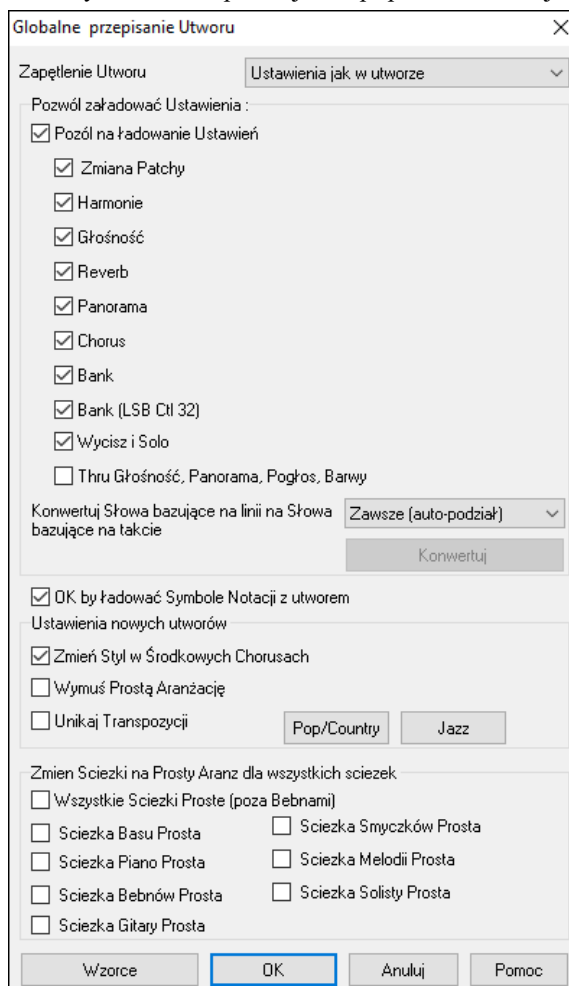 Globalne przepisanie Utworu
Zapętlenie Utworu
Ustawienia jak w utworze
Pozwól załadować Ustawienia :
Pozól na ładowanie Ustawień
Zmiana Patchy
Harmonie
Głośność
Reverb
Panorama
Chorus
Bank
Bank (LSB Ctl 32)
Wycisz i Solo
Thru Głośność, Panorama, Pogłos, Barwy
Konwertuj Słowa bazujące na linii na Słowa
bazujące na takcie
Zawsze (auto-podział)
Konwertuj
OK by ładować Symbole Notacji z utworem
Ustawienia nowych utworów
Zmień Styl w Środkowych Chorusach
Wymuś Prostą Aranżację
Unikaj Transpozycji
Pop/Country
Jazz
Zmien Sciezki na Prosty Aranz dla wszystkich sciezek
Wszystkie Sciezki Proste (poza Bebnami)
Sciezka Basu Prosta
Sciezka Smyczków Prosta
Sciezka Piano Prosta
Sciezka Melodii Prosta
Sciezka Bebnów Prosta
Sciezka Solisty Prosta
Sciezka Gitary Prosta
Wzorce
OK
Anuluj
Pomoc